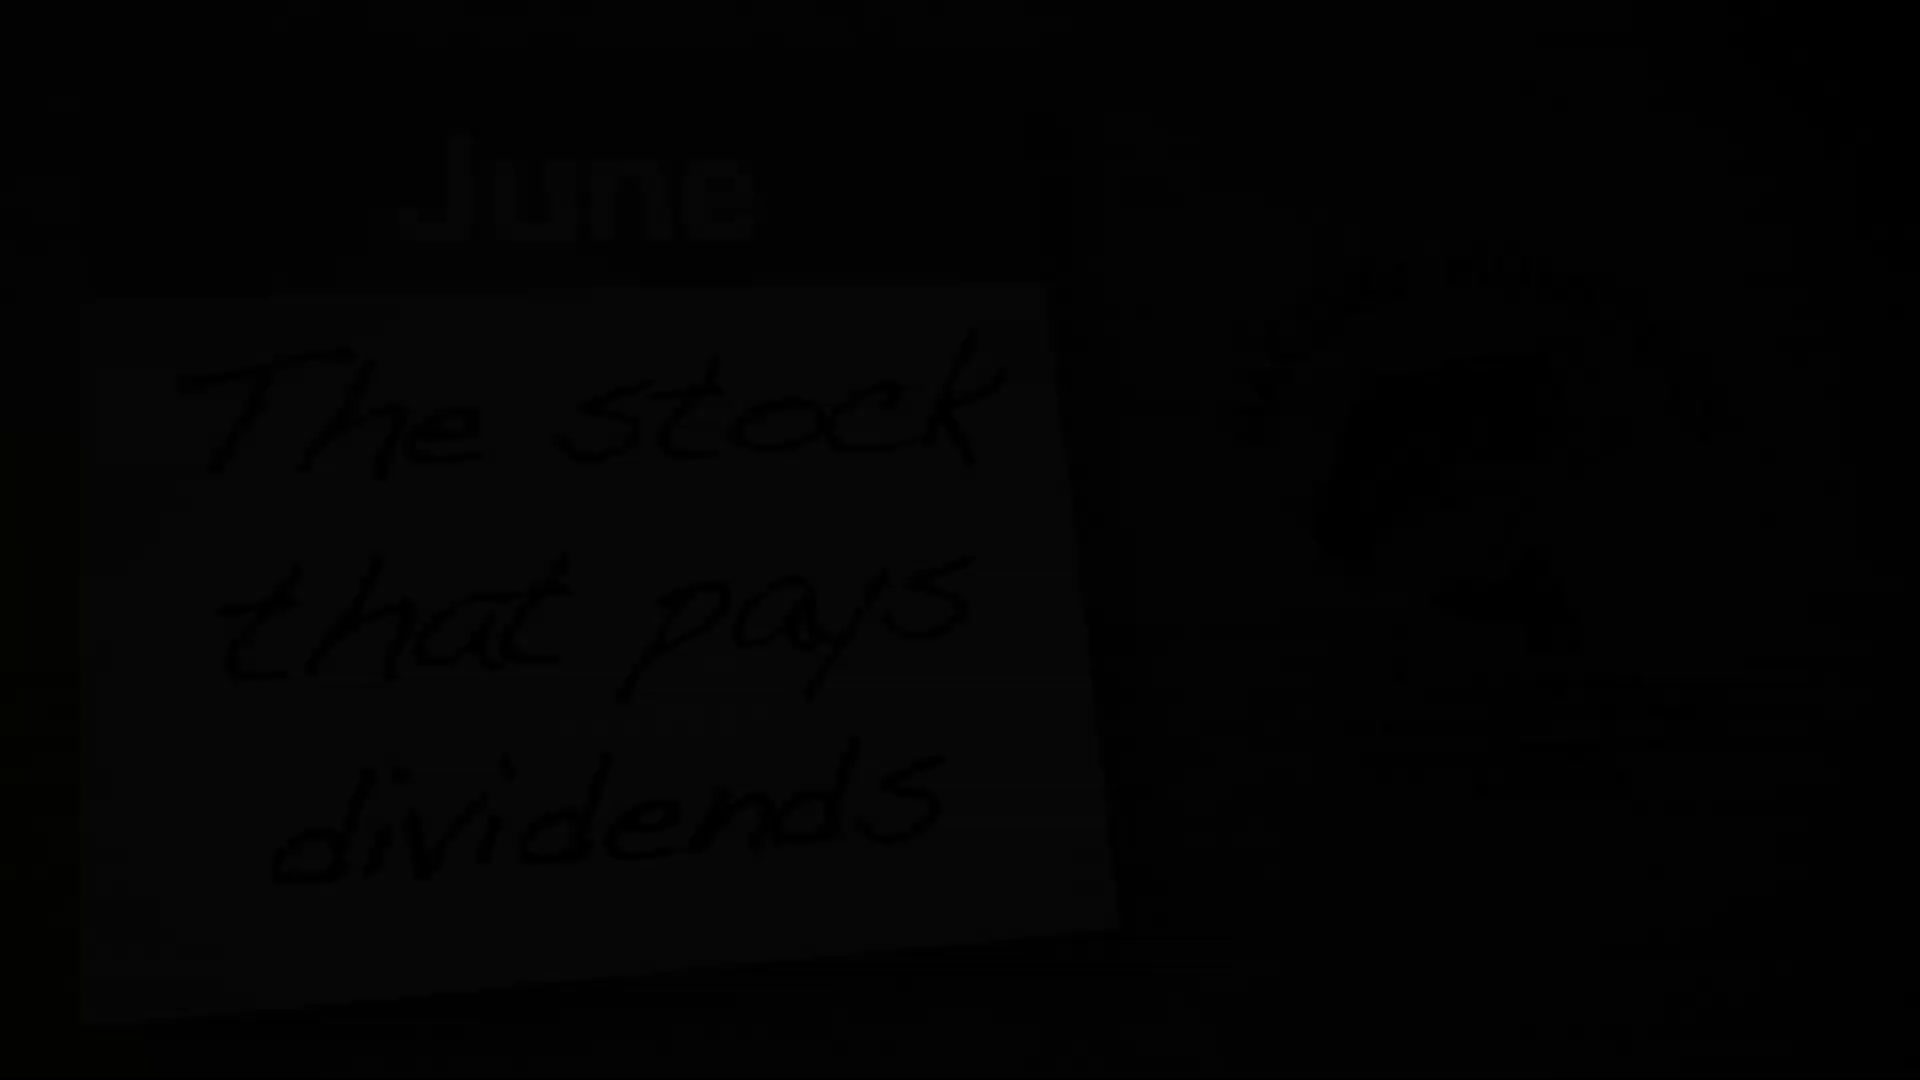 June
The stock
that pays
dividends